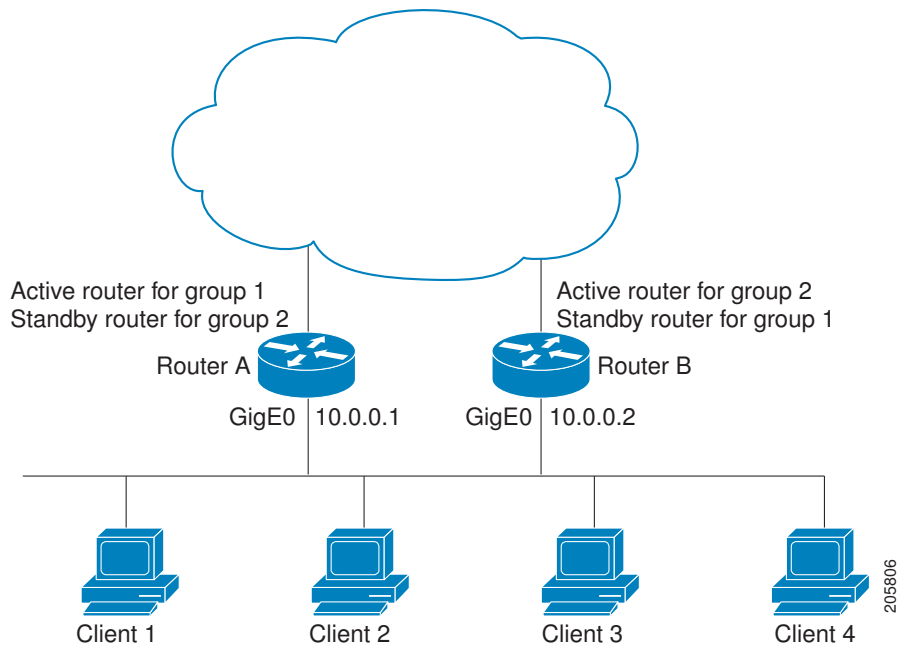 Active router for group 1
Standby router for group 2
Active router for group 2
Standby router for group 1
Router A
Router B
GigE0 10.0.0.1
GigE0 10.0.0.2
Client 1
Client 2
Client 3
Client 4
205806